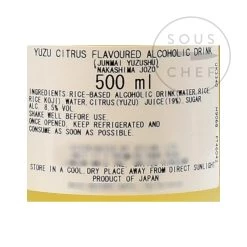 SOUS
CHEF
YUZU CITRUS FLAVOURED ALCOHOLIC DRINK
(JUNMAI YUZUSHU)
"NAKASHIMA JOZO"
500 ml
INGREDIENTS:RICE-BASED ALCOHOLIC DRINK(WATER,RICE,
RICE KOJI), WATER, CITRUS(YUZU) JUICE(19%), SUGAR
ALC. 8.5% VOL
SHAKE WELL BEFORE USE.
ONCE OPENED, KEEP REFRIGERATED AND
CONSUME AS SOON AS POSSIBLE.
STORE IN A COOL,DRY PLACE AWAY FROM DIRECT SUNLIGHT
PRODUCT OF JAPAN